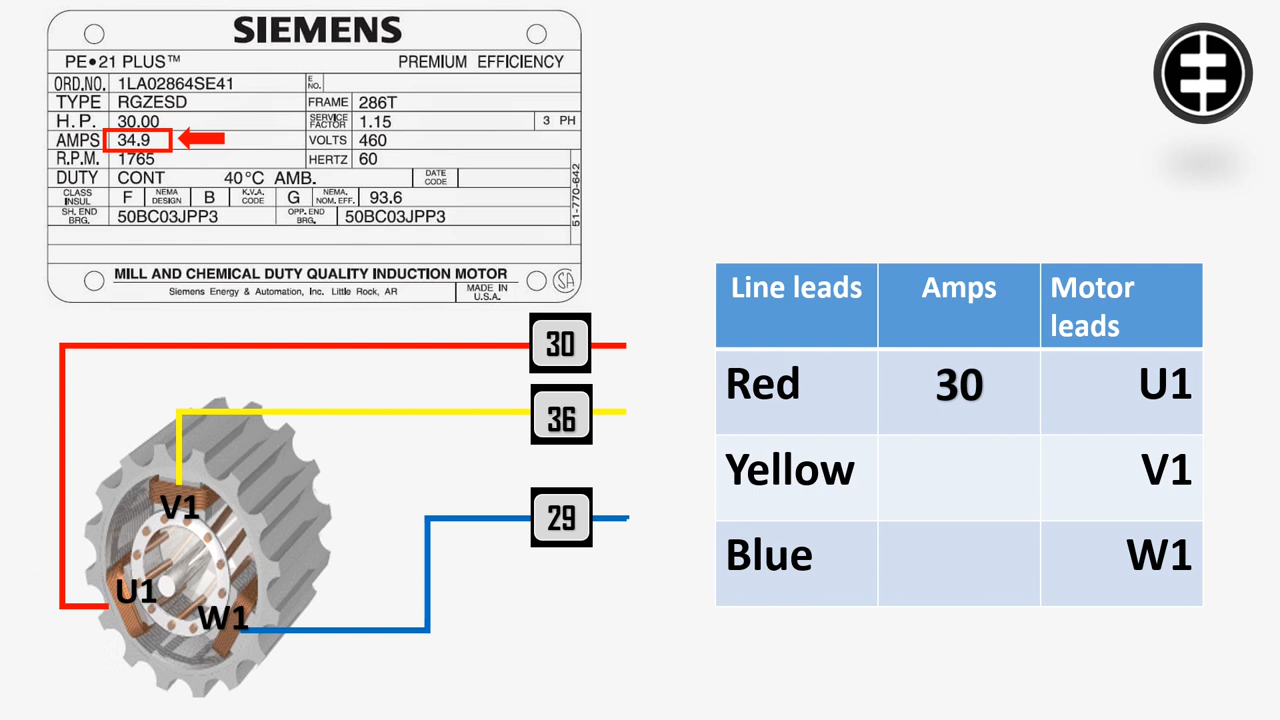 SIEMENS
PE•21 PLUS™ PREMIUM EFFICIENCY
ORD.NO. 1LA02864SE41 E NO.
TYPE RGZESD FRAME 286T
H.P. 30.00 SERVICE FACTOR 1.15 3 PH
AMPS 34.9 VOLTS 460
R.P.M. 1765 HERTZ 60
DUTY CONT 40°C AMB. DATE CODE
CLASS INSUL F NEMA DESIGN B K.V.A. CODE G NEMA. NOM. EFF. 93.6
SH. END BRG. 50BC03JPP3 OPP. END BRG. 50BC03JPP3
51-770-642
MILL AND CHEMICAL DUTY QUALITY INDUCTION MOTOR
Siemens Energy & Automation, Inc. Little Rock, AR MADE IN U.S.A.
SA
30
36
29
V1
U1
W1
Line leads Amps Motor leads
Red 30 U1
Yellow V1
Blue W1